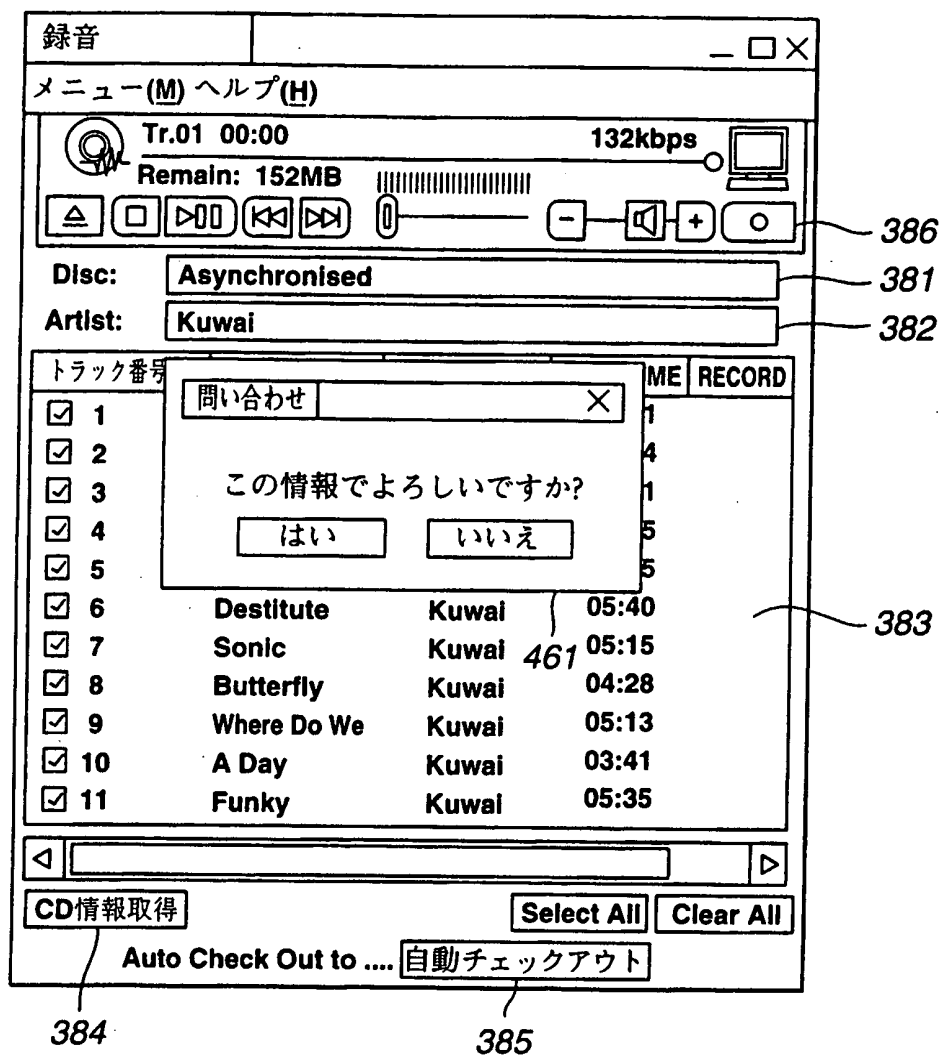 録音
メニュー(M) ヘルプ(H)
Tr.01 00:00 132kbps
Remain: 152MB
386
Disc: Asynchronised 381
Artist: Kuwai 382
トラック番号 ME RECORD
問い合わせ
1 1
2 4
3 1
この情報でよろしいですか?
4 5
はい いいえ
5 5
6 Destitute Kuwai 05:40
383
7 Sonic Kuwai 461 05:15
8 Butterfly Kuwai 04:28
9 Where Do We Kuwai 05:13
10 A Day Kuwai 03:41
11 Funky Kuwai 05:35
CD情報取得 Select All Clear All
Auto Check Out to .... 自動チェックアウト
384 385